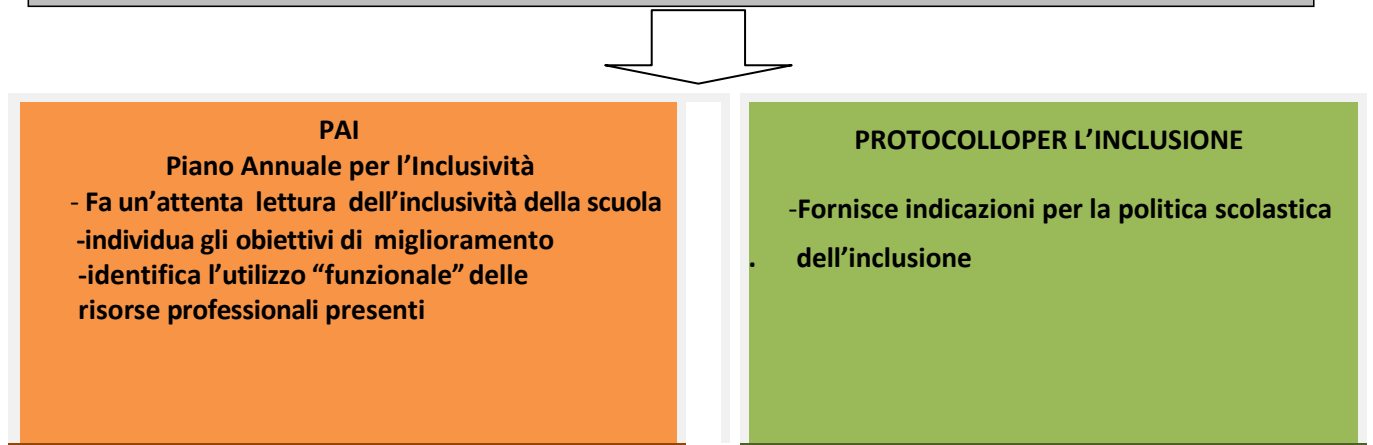 PAI
Piano Annuale per l’Inclusività
- Fa un’attenta lettura dell’inclusività della scuola
-individua gli obiettivi di miglioramento
-identifica l’utilizzo “funzionale” delle
risorse professionali presenti
PROTOCOLLOPER L’INCLUSIONE
-Fornisce indicazioni per la politica scolastica
. dell’inclusione